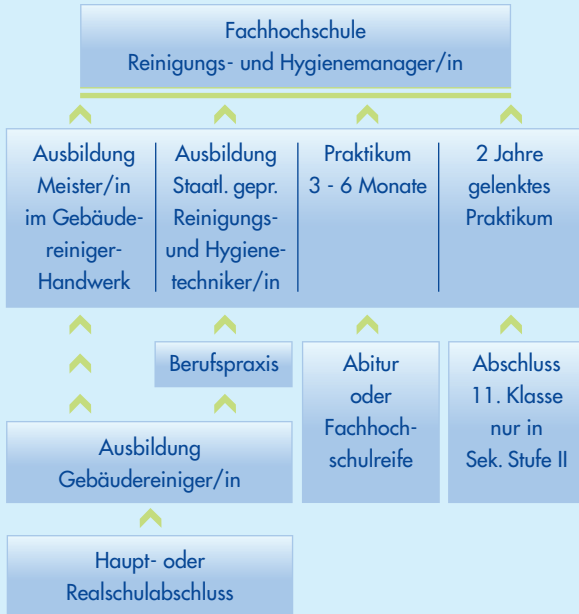 Fachhochschule
Reinigungs- und Hygienemanager/in
Ausbildung
Meister/in
im Gebäude-
reiniger-
Handwerk
Ausbildung
Staatl. gepr.
Reinigungs-
und Hygiene-
techniker/in
Praktikum
3 - 6 Monate
2 Jahre
gelenktes
Praktikum
Berufspraxis
Abitur
oder
Fachhoch-
schulreife
Abschluss
11. Klasse
nur in
Sek. Stufe II
Ausbildung
Gebäudereiniger/in
Haupt- oder
Realschulabschluss